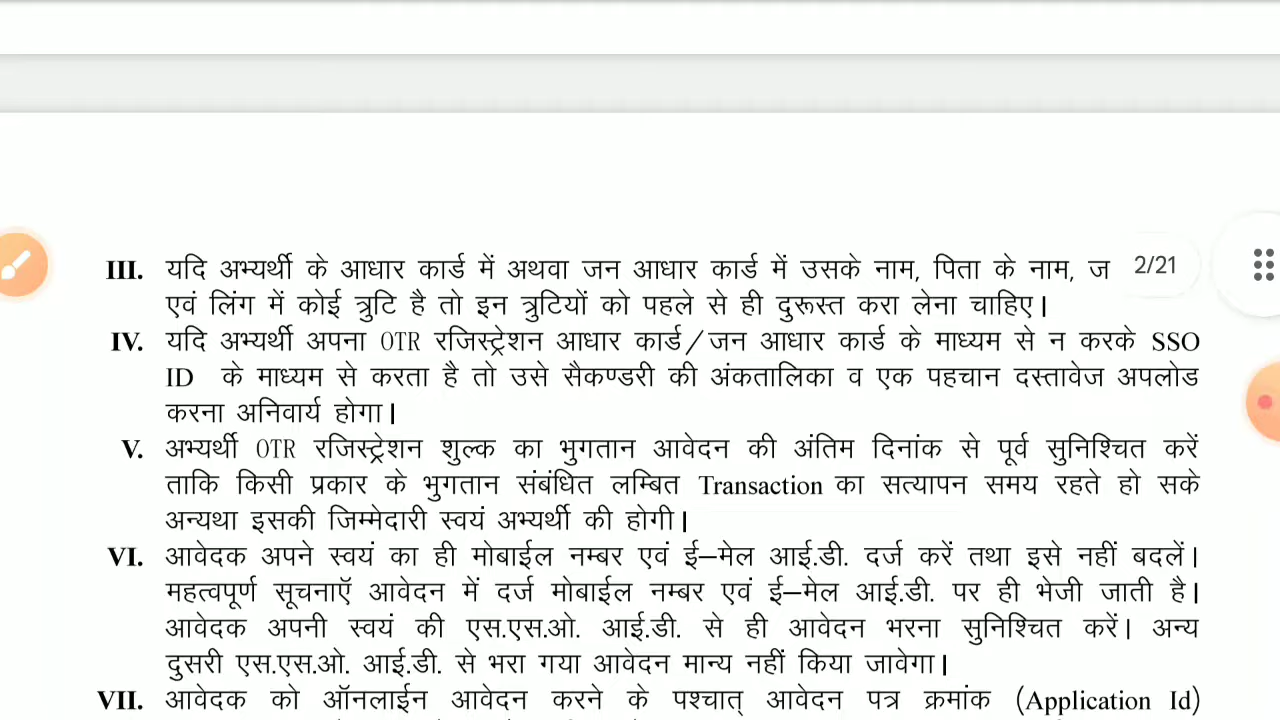 2/21
III. यदि अभ्यर्थी के आधार कार्ड में अथवा जन आधार कार्ड में उसके नाम, पिता के नाम, ज
एवं लिंग में कोई त्रुटि है तो इन त्रुटियों को पहले से ही दुरूस्त करा लेना चाहिए।
IV. यदि अभ्यर्थी अपना OTR रजिस्ट्रेशन आधार कार्ड/जन आधार कार्ड के माध्यम से न करके SSO
ID के माध्यम से करता है तो उसे सैकण्डरी की अंकतालिका व एक पहचान दस्तावेज अपलोड
करना अनिवार्य होगा।
V. अभ्यर्थी OTR रजिस्ट्रेशन शुल्क का भुगतान आवेदन की अंतिम दिनांक से पूर्व सुनिश्चित करें
ताकि किसी प्रकार के भुगतान संबंधित लम्बित Transaction का सत्यापन समय रहते हो सके
अन्यथा इसकी जिम्मेदारी स्वयं अभ्यर्थी की होगी।
VI. आवेदक अपने स्वयं का ही मोबाईल नम्बर एवं ई–मेल आई.डी. दर्ज करें तथा इसे नहीं बदलें।
महत्वपूर्ण सूचनाऍ आवेदन में दर्ज मोबाईल नम्बर एवं ई–मेल आई.डी. पर ही भेजी जाती है।
आवेदक अपनी स्वयं की एस.एस.ओ. आई.डी. से ही आवेदन भरना सुनिश्चित करें। अन्य
दुसरी एस.एस.ओ. आई.डी. से भरा गया आवेदन मान्य नहीं किया जावेगा।
VII. आवेदक को ऑनलाईन आवेदन करने के पश्चात् आवेदन पत्र क्रमांक (Application Id)